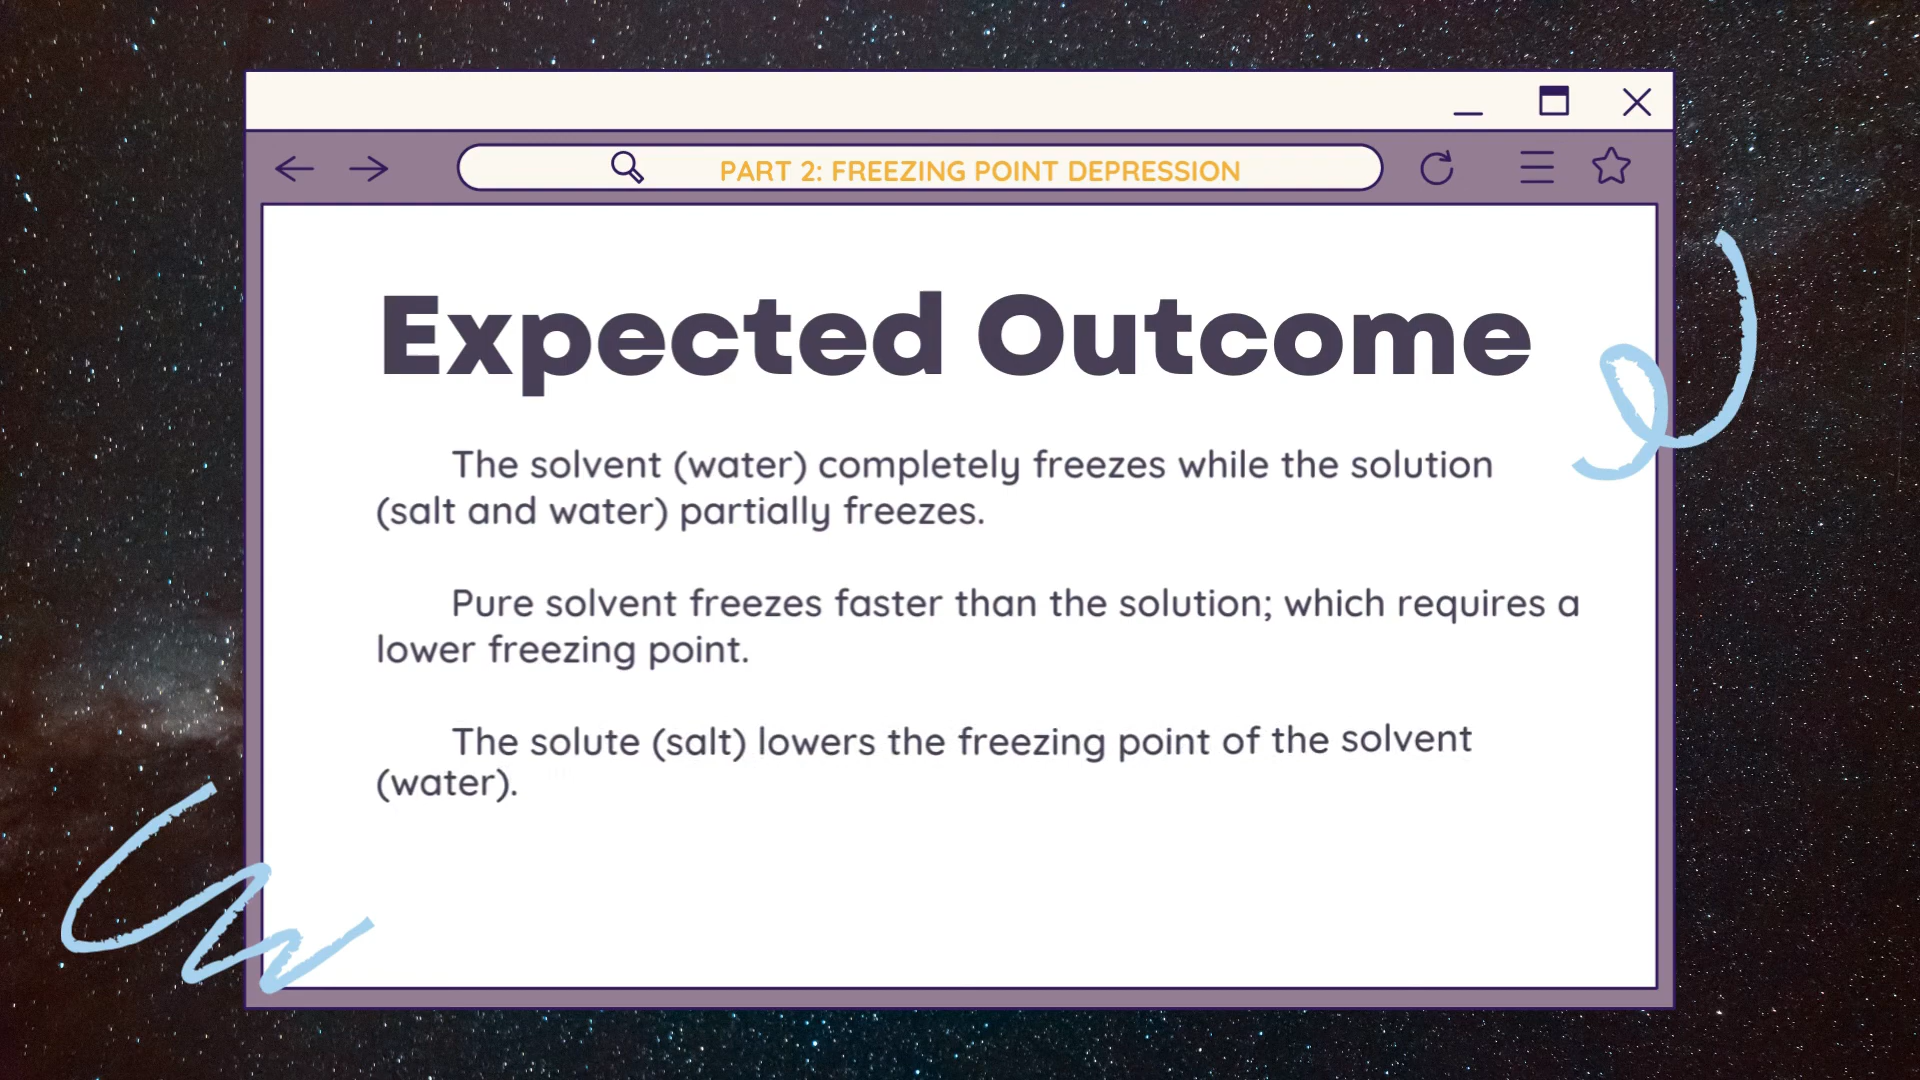 PART 2: FREEZING POINT DEPRESSION
Expected Outcome
The solvent (water) completely freezes while the solution
(salt and water) partially freezes.
Pure solvent freezes faster than the solution; which requires a
lower freezing point.
The solute (salt) lowers the freezing point of the solvent
(water).